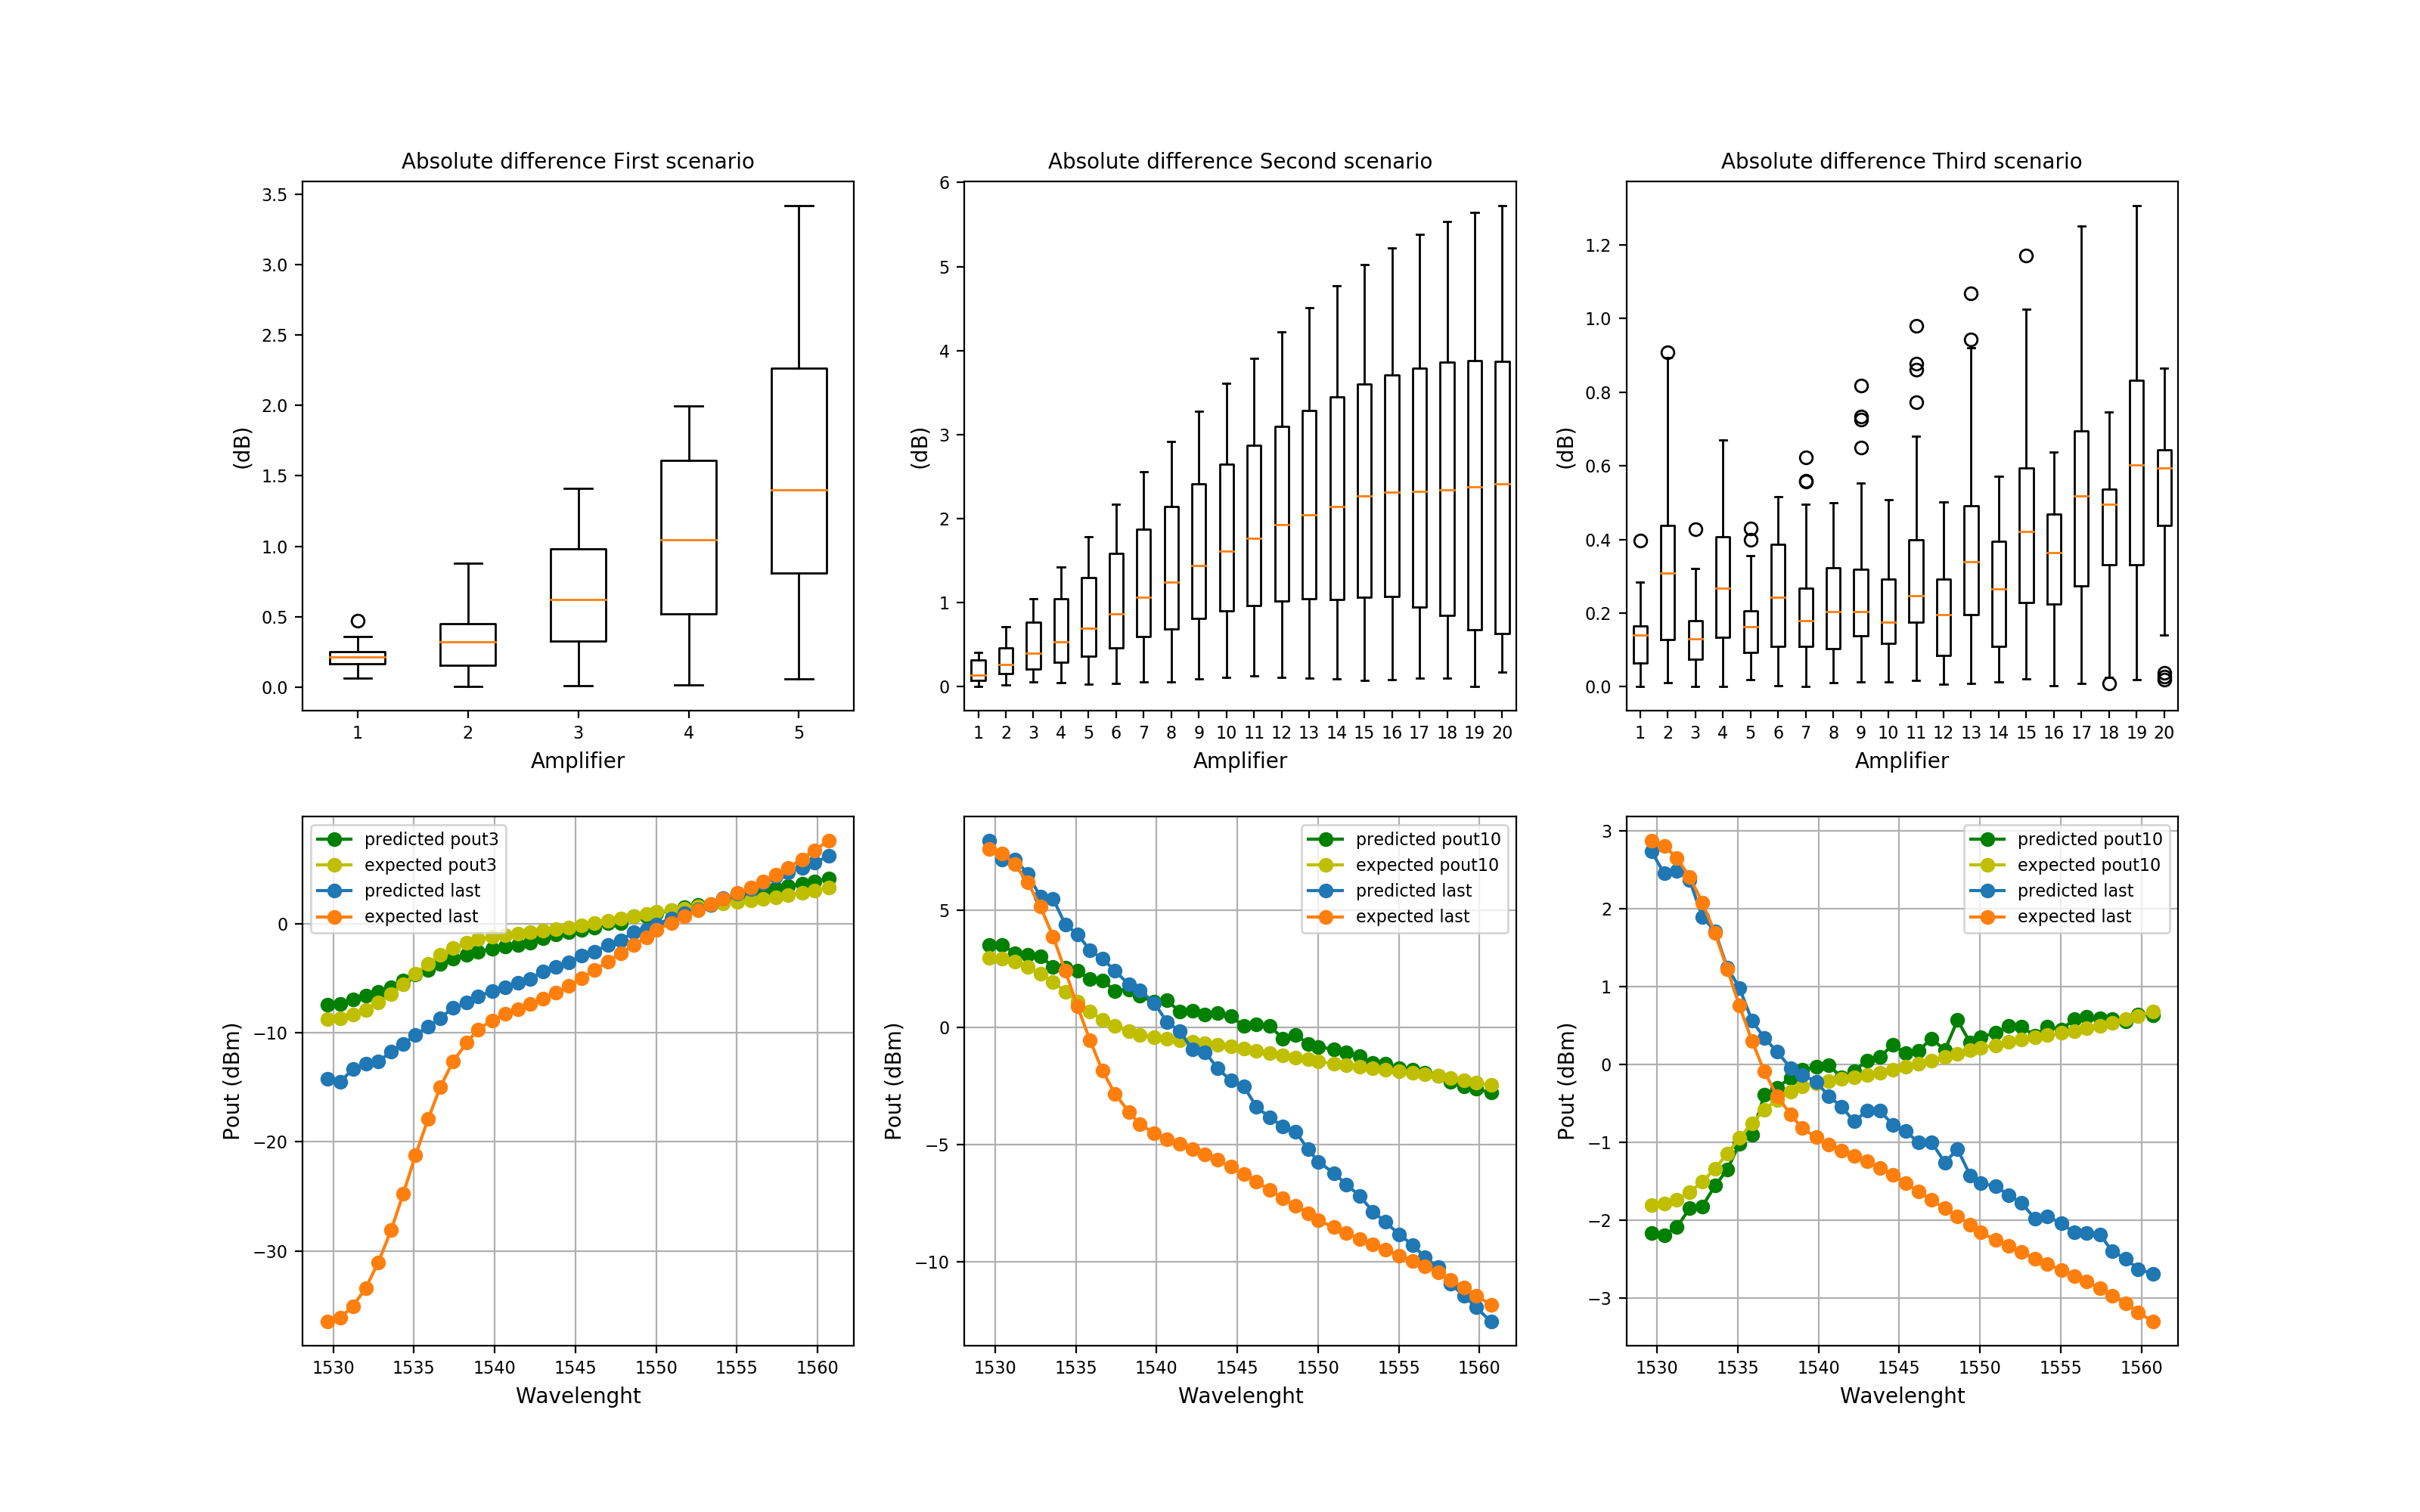 Absolute difference First scenario
3.5
3.0
2.5
2.0
1.5
1.0
0.5
0.0
(dB)
1 2 3 4 5
Amplifier
Absolute difference Second scenario
6
5
4
3
2
1
0
(dB)
1 2 3 4 5 6 7 8 9 10 11 12 13 14 15 16 17 18 19 20
Amplifier
Absolute difference Third scenario
1.2
1.0
0.8
0.6
0.4
0.2
0.0
(dB)
1 2 3 4 5 6 7 8 9 10 11 12 13 14 15 16 17 18 19 20
Amplifier
predicted pout3
expected pout3
predicted last
expected last
0
−10
−20
−30
Pout (dBm)
1530 1535 1540 1545 1550 1555 1560
Wavelenght
predicted pout10
expected pout10
predicted last
expected last
5
0
−5
−10
Pout (dBm)
1530 1535 1540 1545 1550 1555 1560
Wavelenght
predicted pout10
expected pout10
predicted last
expected last
3
2
1
0
−1
−2
−3
Pout (dBm)
1530 1535 1540 1545 1550 1555 1560
Wavelenght